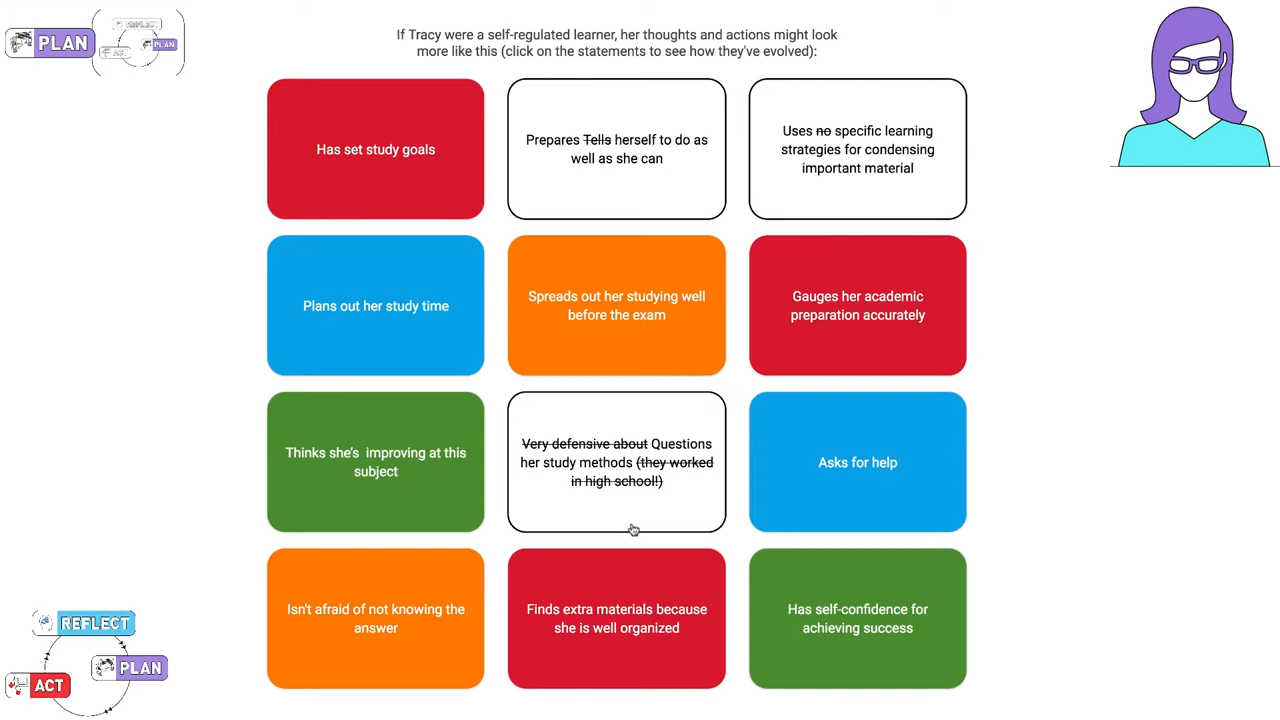 PLAN
REFLECT
PLAN
ACT
If Tracy were a self-regulated learner, her thoughts and actions might look
more like this (click on the statements to see how they've evolved):
Has set study goals
Prepares Tells herself to do as
well as she can
Uses no specific learning
strategies for condensing
important material
Plans out her study time
Spreads out her studying well
before the exam
Gauges her academic
preparation accurately
Thinks she's  improving at this
subject
Very defensive about Questions
her study methods (they worked
in high school!)
Asks for help
Isn't afraid of not knowing the
answer
Finds extra materials because
she is well organized
Has self-confidence for
achieving success
REFLECT
PLAN
ACT